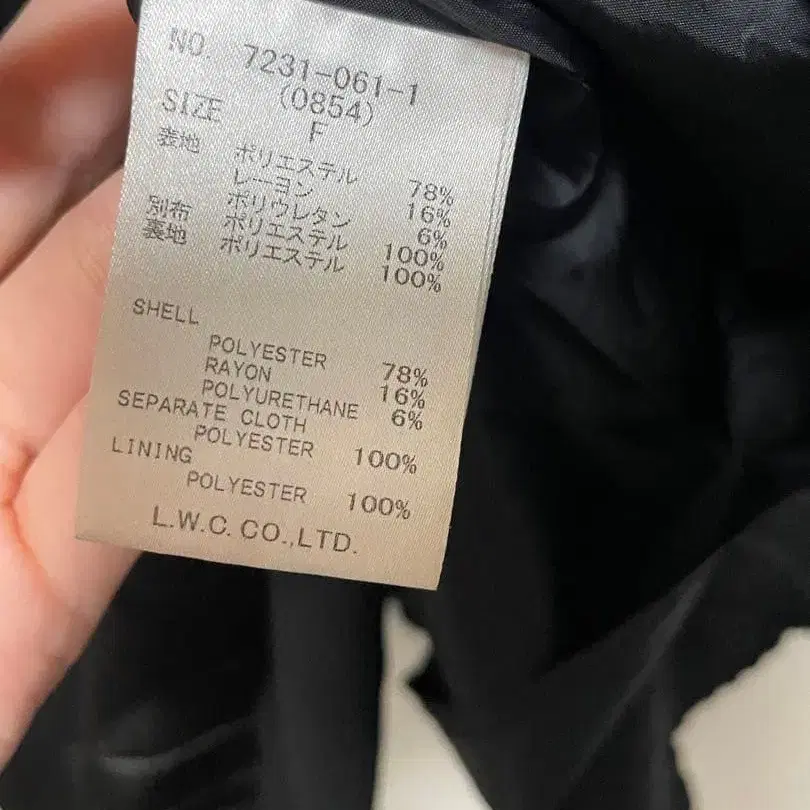 NO. 7231-061-1
(0854)
SIZE F
表地 ポリエステル 78%
レーヨン 16%
ポリウレタン 6%
別布 ポリエステル 100%
裏地 ポリエステル 100%
SHELL
POLYESTER 78%
RAYON 16%
POLYURETHANE 6%
SEPARATE CLOTH
POLYESTER 100%
LINING
POLYESTER 100%
L.W.C. CO.,LTD.